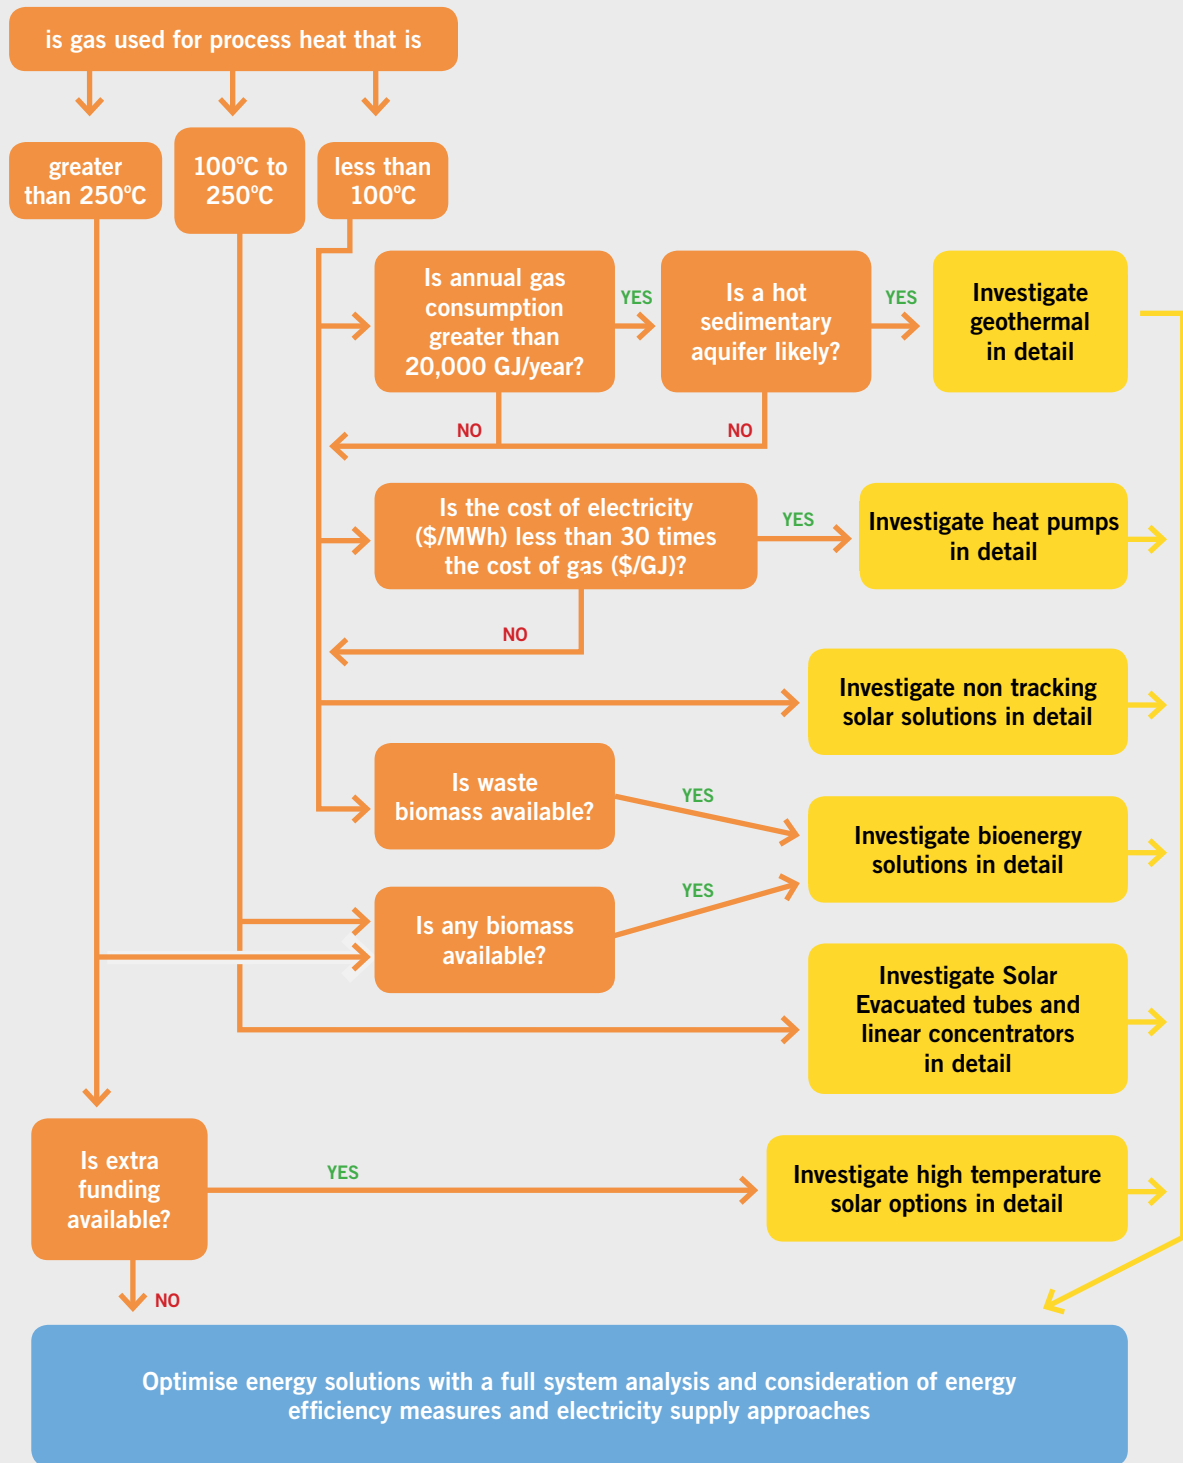 is gas used for process heat that is
greater
than 250°C
100°C to
250°C
less than
100°C
Is annual gas
consumption
greater than
20,000 GJ/year?
YES
Is a hot
sedimentary
aquifer likely?
YES
Investigate
geothermal
in detail
NO
NO
Is the cost of electricity
($/MWh) less than 30 times
the cost of gas ($/GJ)?
YES
Investigate heat pumps
in detail
NO
Investigate non tracking
solar solutions in detail
Is waste
biomass available?
YES
Investigate bioenergy
solutions in detail
Is any biomass
available?
YES
Investigate Solar
Evacuated tubes and
linear concentrators
in detail
Is extra
funding
available?
YES
Investigate high temperature
solar options in detail
NO
Optimise energy solutions with a full system analysis and consideration of energy
efficiency measures and electricity supply approaches